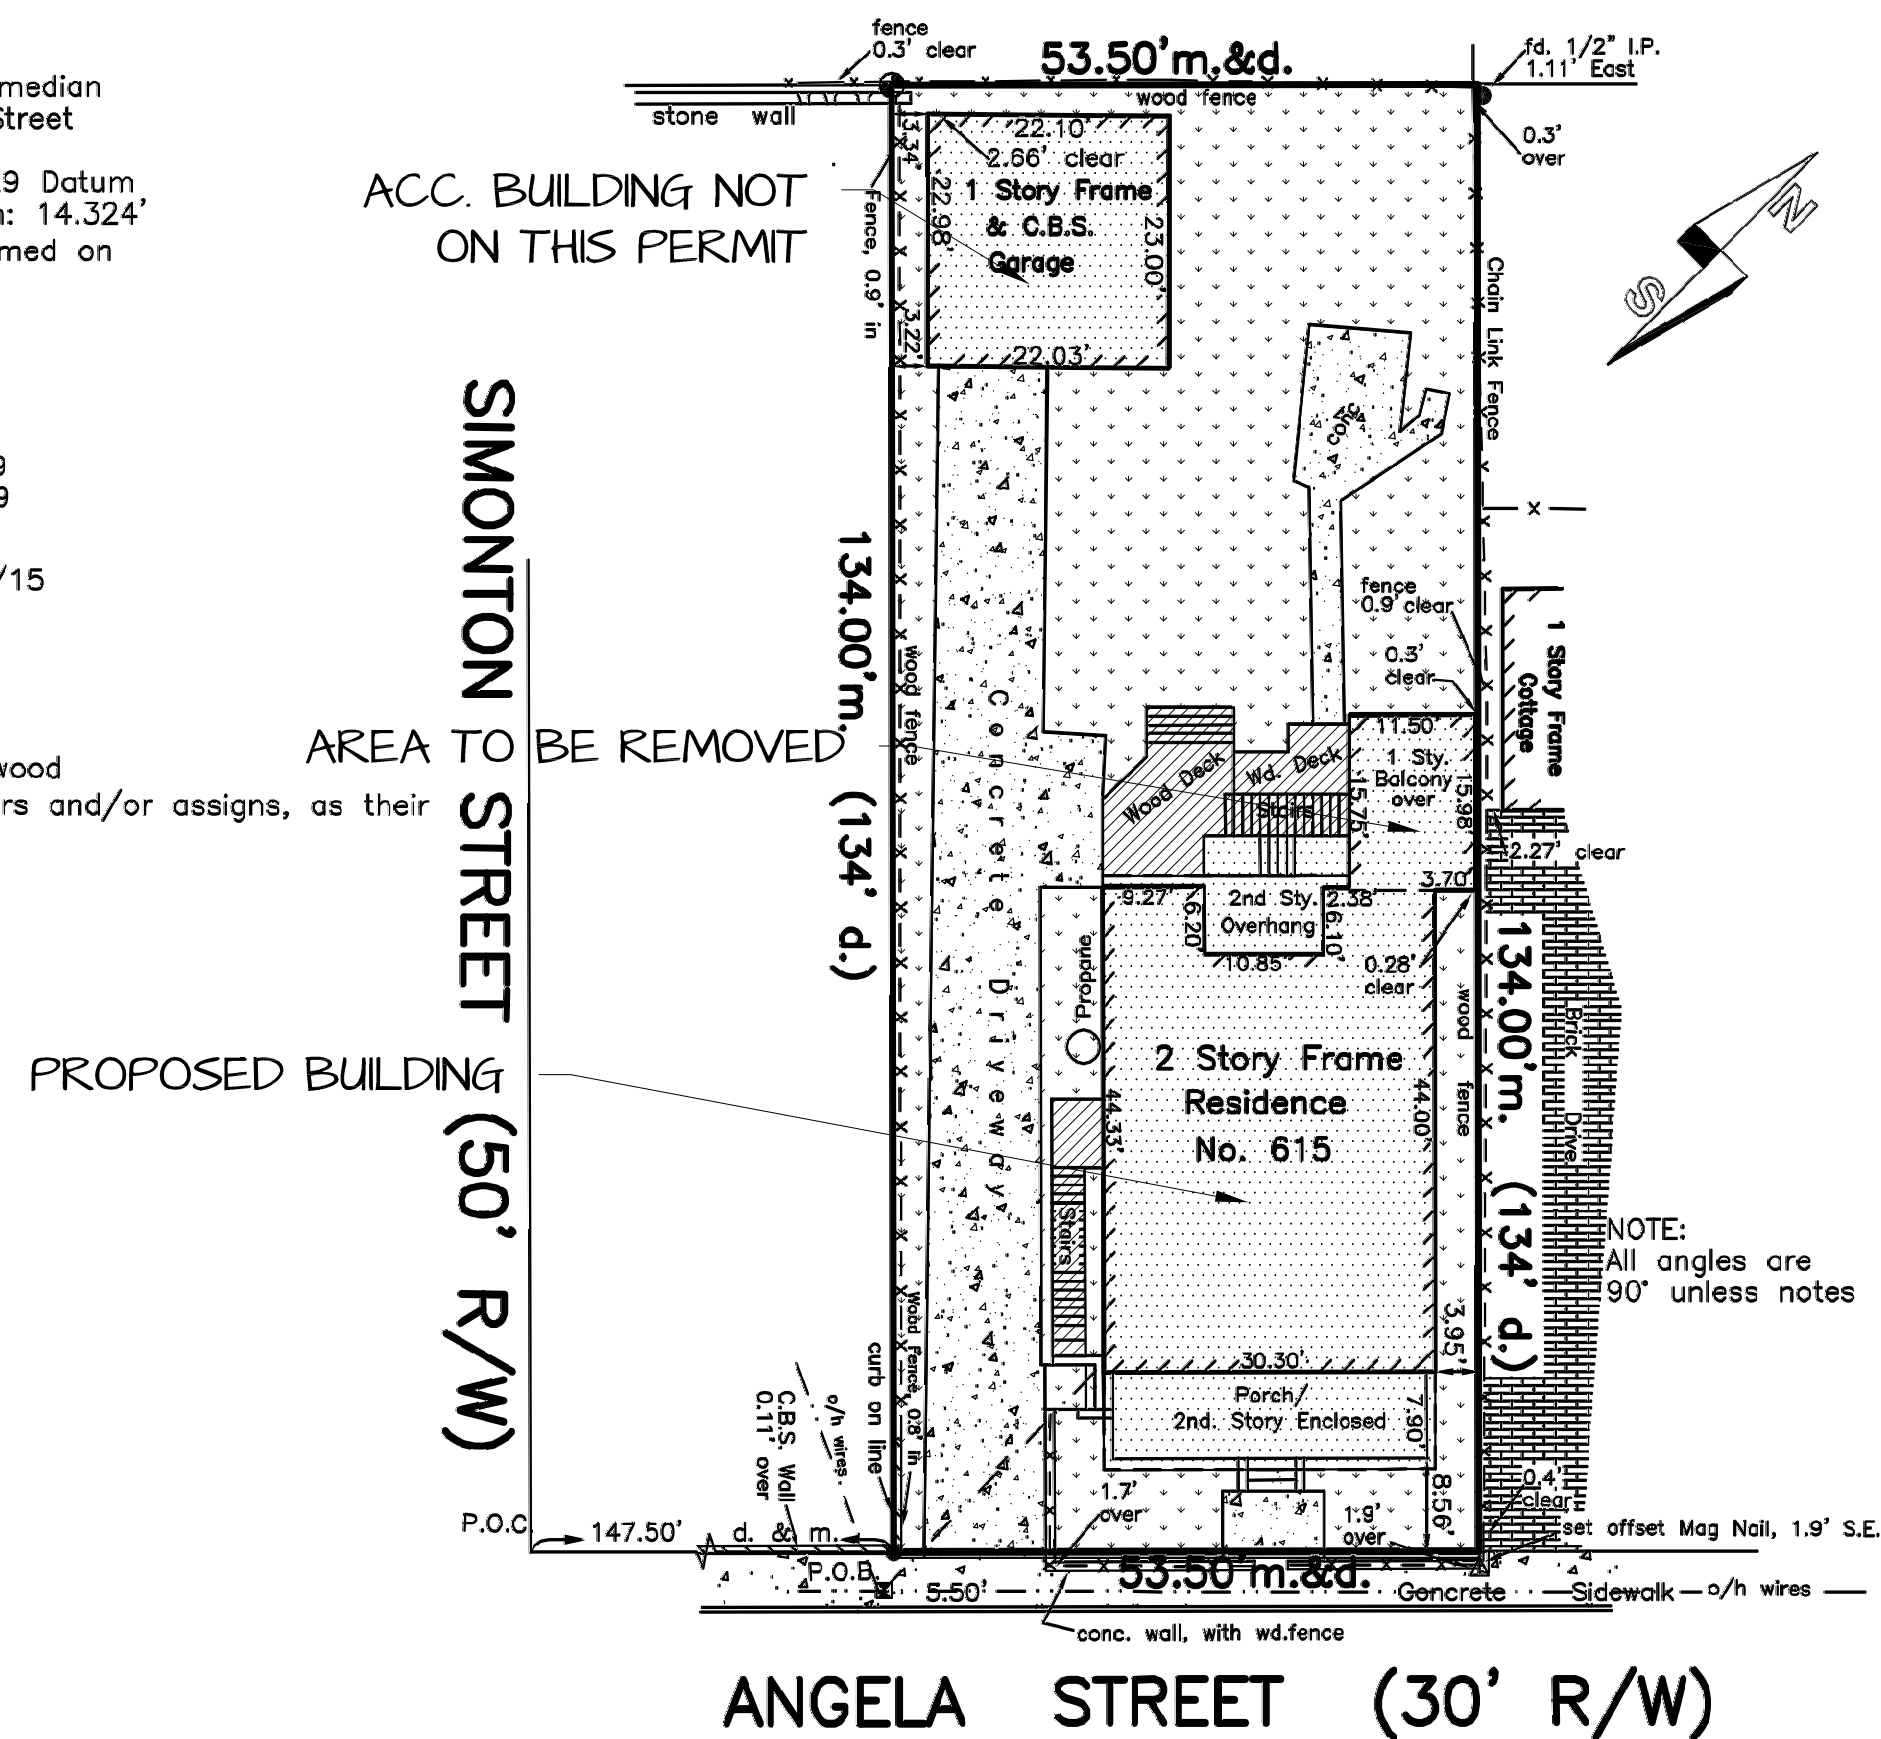 fence
0.3' clear
53.50'm.&d.
fd. 1/2" I.P.
1.11' East
median
Street
stone wall
wood fence
0.3'
over
9 Datum
: 14.324'
med on
ACC. BUILDING NOT
ON THIS PERMIT
3.34'
22.10'
2.66' clear
1 Story Frame
& C.B.S.
Garage
22.98'
23.00'
Fence, 0.9' in
3.22'
22.03'
N
S
Chain Link Fence
conc
SIMONTON STREET (50' R/W)
9
9
/15
134.00'm. (134' d.)
wood fence
fence
0.9' clear
0.3'
clear
1 Story Frame
Cottage
AREA TO BE REMOVED
wood
rs and/or assigns, as their
Concrete Driveway
Wood Deck
Wd. Deck
Stairs
11.50'
1 Sty.
Balcony
over
15.75'
15.98'
2.27' clear
3.70'
9.27'
6.20'
2nd Sty.
Overhang
2.38'
6.10'
10.85'
0.28'
clear
Propane
wood fence
134.00'm. (134' d.)
Brick Drive
PROPOSED BUILDING
2 Story Frame
Residence
No. 615
44.33'
44.00'
Stairs
NOTE:
All angles are
90° unless notes
3.95'
30.30'
Porch/
2nd. Story Enclosed
7.90'
curb on line
Wood Fence, 0.8' in
o/h wires
C.B.S. Wall
0.11' over
1.7'
over
1.9'
over
8.56'
0.4'
clear
set offset Mag Nail, 1.9' S.E.
P.O.C.
147.50' d. & m.
P.O.B.
5.50'
53.50'm.&d.
Concrete Sidewalk
o/h wires
conc. wall, with wd.fence
ANGELA STREET (30' R/W)